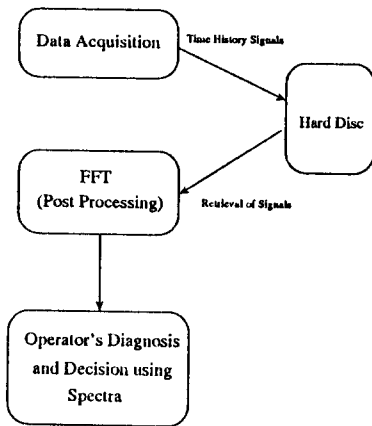 Data Acquisition
Time History Signals
Hard Disc
FFT
(Post Processing)
Retrieval of Signals
Operator's Diagnosis
and Decision using
Spectra